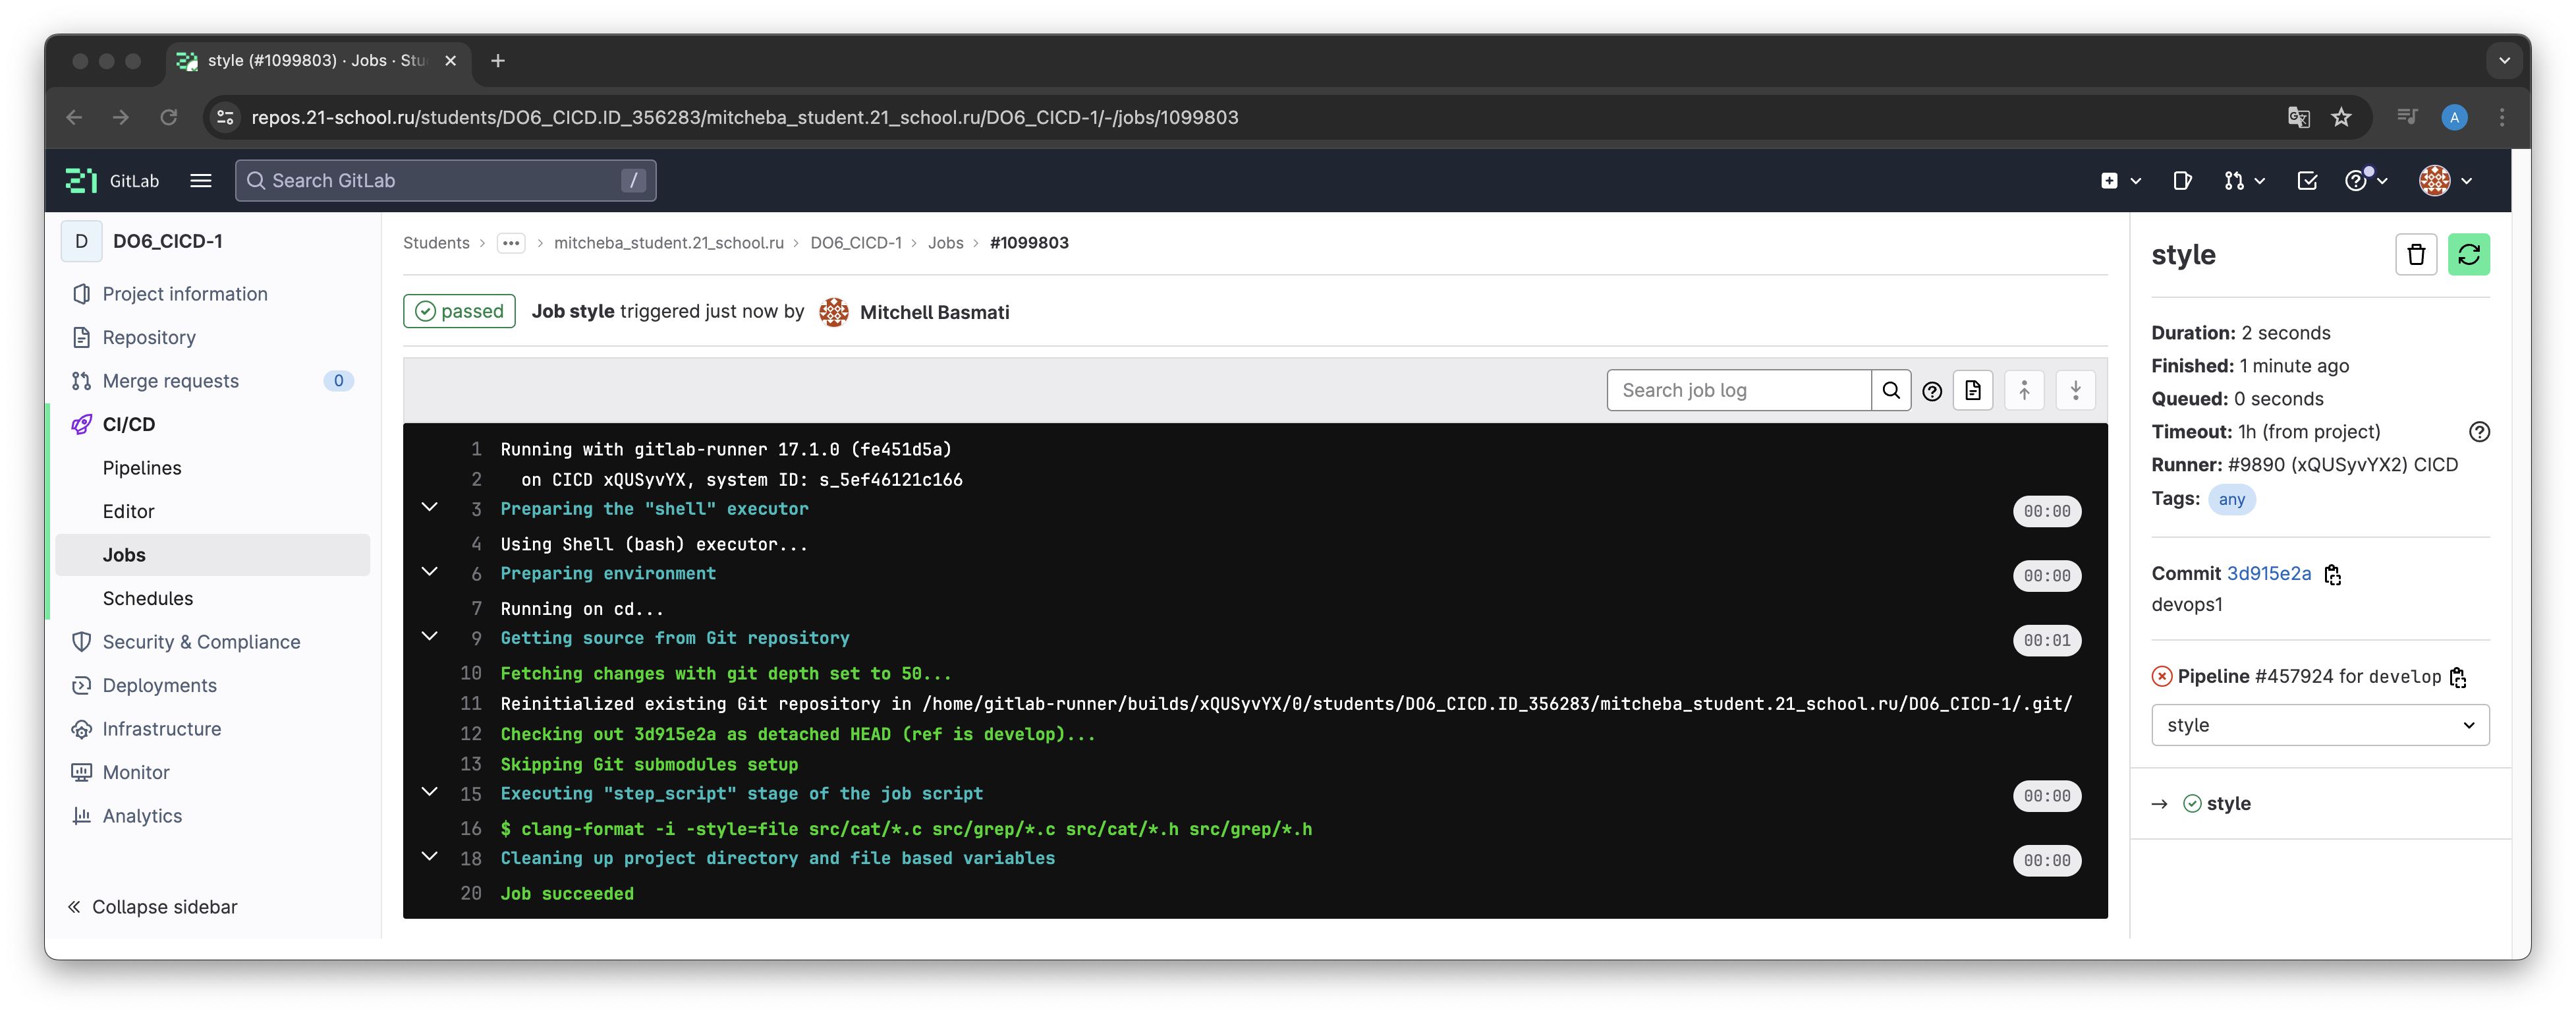 style (#1099803) · Jobs · Stu
repos.21-school.ru/students/DO6_CICD.ID_356283/mitcheba_student.21_school.ru/DO6_CICD-1/-/jobs/1099803
A
21 GitLab
Search GitLab
/
D DO6_CICD-1
Project information
Repository
Merge requests 0
CI/CD
Pipelines
Editor
Jobs
Schedules
Security & Compliance
Deployments
Infrastructure
Monitor
Analytics
Collapse sidebar
Students > ... > mitcheba_student.21_school.ru > DO6_CICD-1 > Jobs > #1099803
passed Job style triggered just now by Mitchell Basmati
Search job log
1 Running with gitlab-runner 17.1.0 (fe451d5a)
2 on CICD xQUSyvYX, system ID: s_5ef46121c166
3 Preparing the "shell" executor 00:00
4 Using Shell (bash) executor...
6 Preparing environment 00:00
7 Running on cd...
9 Getting source from Git repository 00:01
10 Fetching changes with git depth set to 50...
11 Reinitialized existing Git repository in /home/gitlab-runner/builds/xQUSyvYX/0/students/DO6_CICD.ID_356283/mitcheba_student.21_school.ru/DO6_CICD-1/.git/
12 Checking out 3d915e2a as detached HEAD (ref is develop)...
13 Skipping Git submodules setup
15 Executing "step_script" stage of the job script 00:00
16 $ clang-format -i -style=file src/cat/*.c src/grep/*.c src/cat/*.h src/grep/*.h
18 Cleaning up project directory and file based variables 00:00
20 Job succeeded
style
Duration: 2 seconds
Finished: 1 minute ago
Queued: 0 seconds
Timeout: 1h (from project)
Runner: #9890 (xQUSyvYX2) CICD
Tags: any
Commit 3d915e2a
devops1
Pipeline #457924 for develop
style
→ style